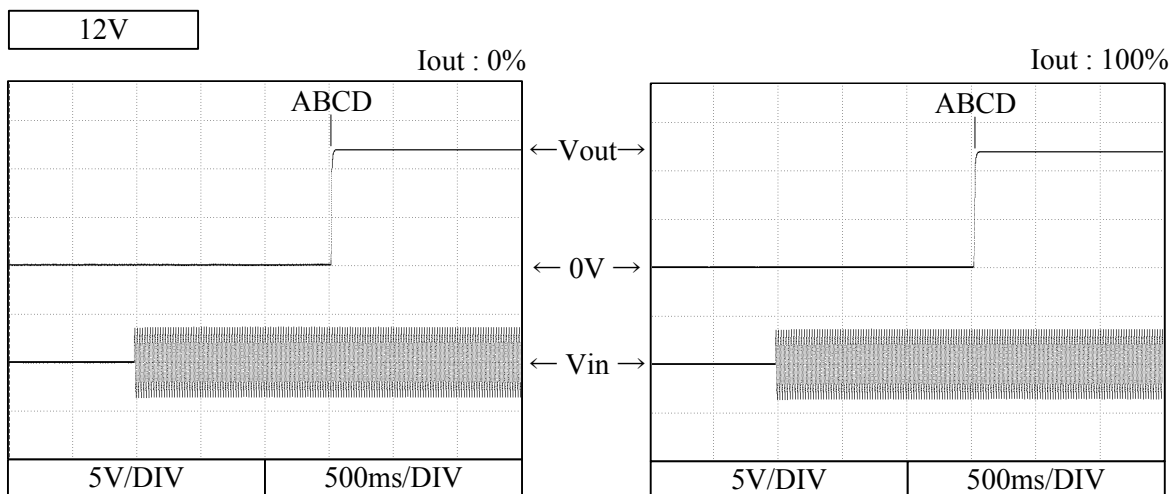 12V
Iout : 0%
Iout : 100%
ABCD
ABCD
←Vout→
← 0V →
←Vin→
5V/DIV
500ms/DIV
5V/DIV
500ms/DIV